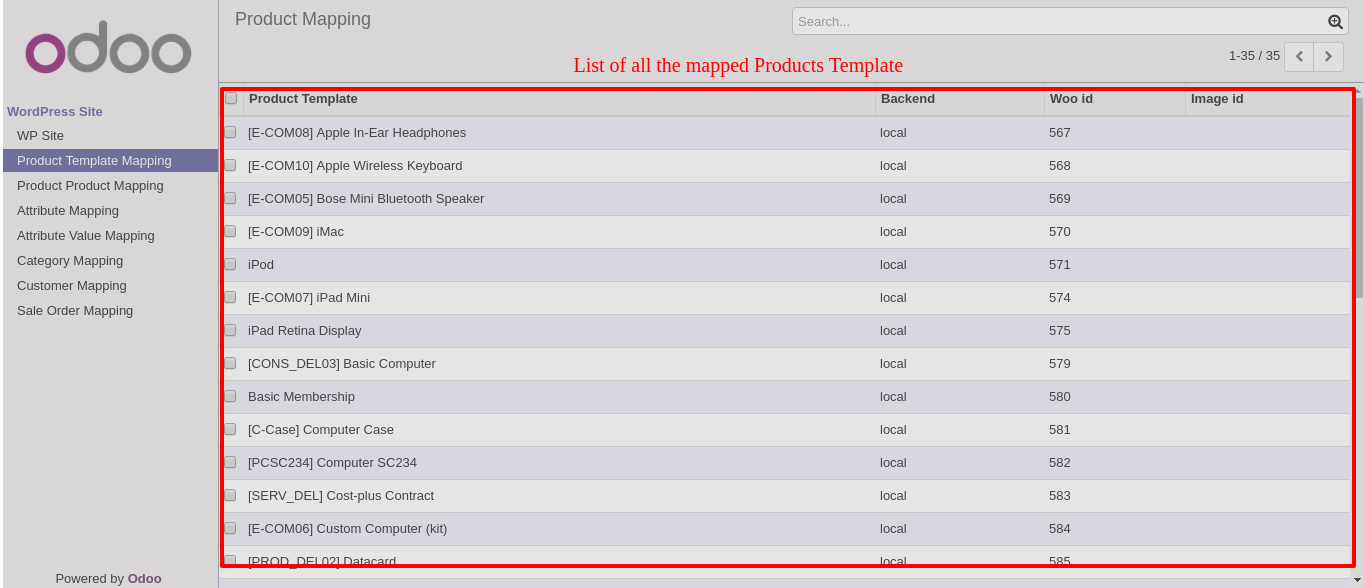 odoo
WordPress Site
WP Site
Product Template Mapping
Product Product Mapping
Attribute Mapping
Attribute Value Mapping
Category Mapping
Customer Mapping
Sale Order Mapping
Powered by Odoo
Product Mapping
Search...
1-35 / 35
List of all the mapped Products Template
Product Template Backend Woo id Image id
[E-COM08] Apple In-Ear Headphones local 567
[E-COM10] Apple Wireless Keyboard local 568
[E-COM05] Bose Mini Bluetooth Speaker local 569
[E-COM09] iMac local 570
iPod local 571
[E-COM07] iPad Mini local 574
iPad Retina Display local 575
[CONS_DEL03] Basic Computer local 579
Basic Membership local 580
[C-Case] Computer Case local 581
[PCSC234] Computer SC234 local 582
[SERV_DEL] Cost-plus Contract local 583
[E-COM06] Custom Computer (kit) local 584
[PROD_DEL02] Datacard local 585